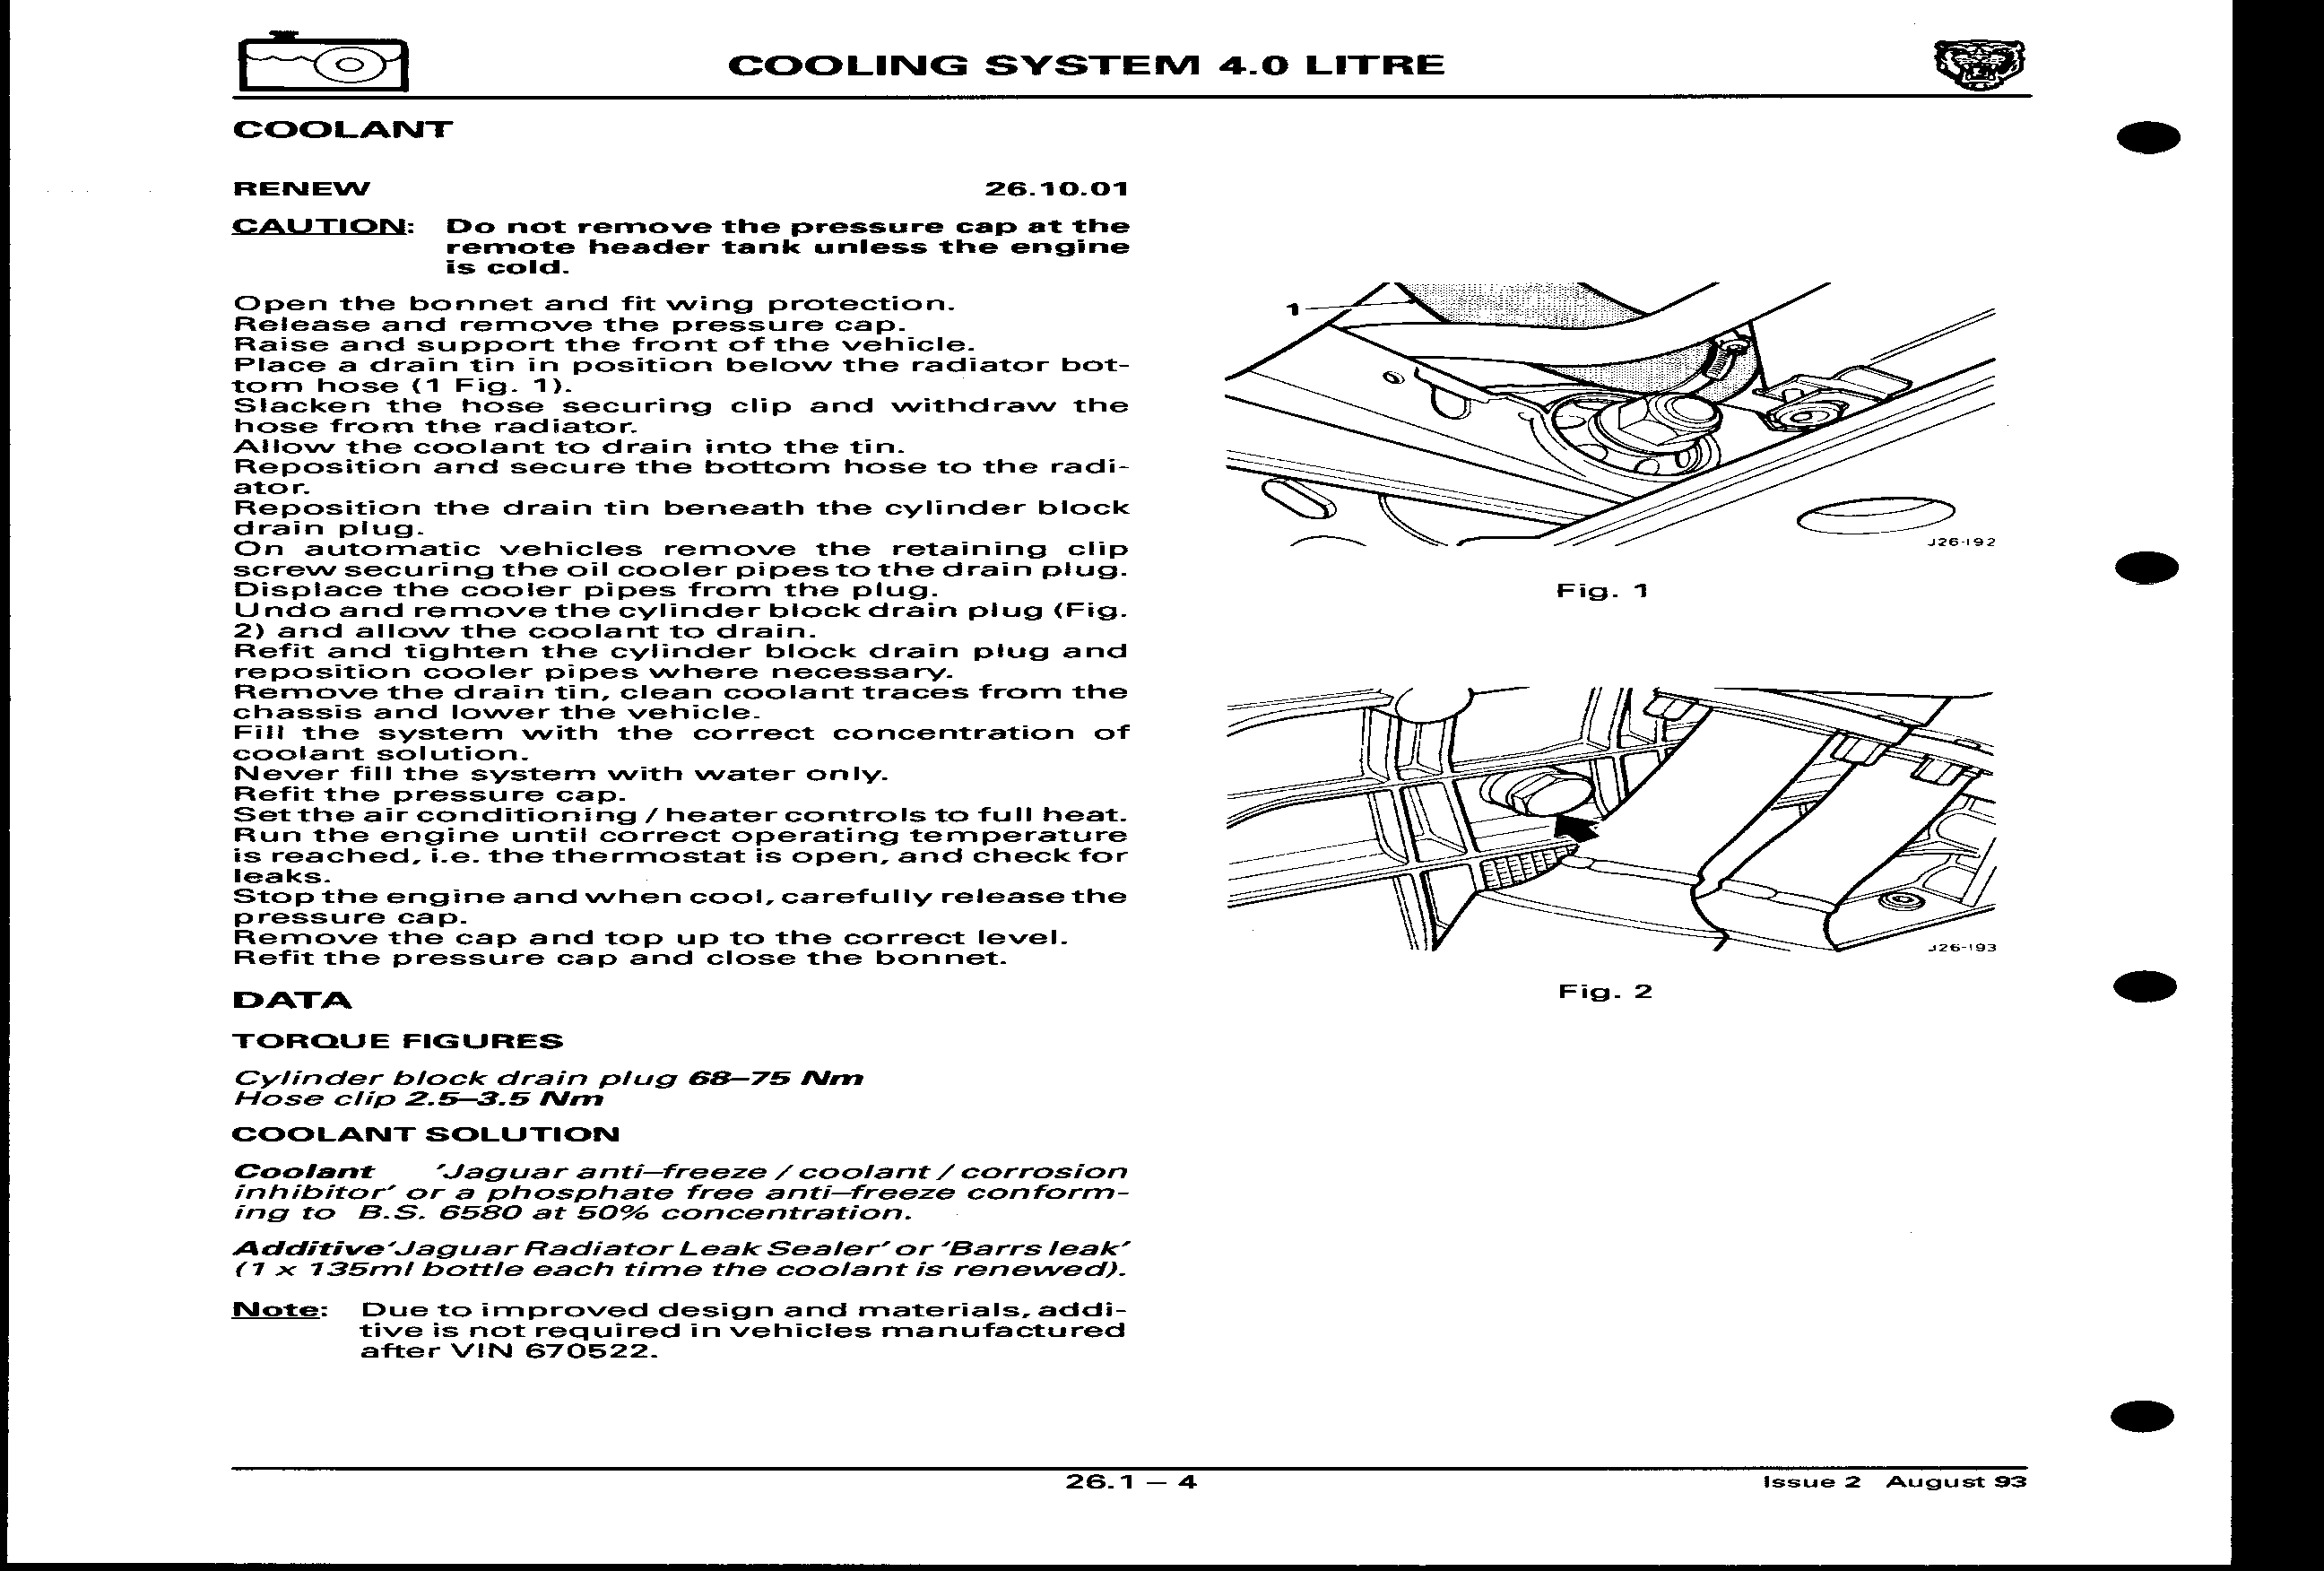 COOLING SYSTEM 4.0 LITRE
COOLANT
RENEW 26.10.01
CAUTION: Do not remove the pressure cap at the
remote header tank unless the engine
is cold.
Open the bonnet and fit wing protection.
Release and remove the pressure cap.
Raise and support the front of the vehicle.
Place a drain tin in position below the radiator bot-
tom hose (1 Fig. 1).
Slacken the hose securing clip and withdraw the
hose from the radiator.
Allow the coolant to drain into the tin.
Reposition and secure the bottom hose to the radi-
ator.
Reposition the drain tin beneath the cylinder block
drain plug.
On automatic vehicles remove the retaining clip
screw securing the oil cooler pipes to the drain plug.
Displace the cooler pipes from the plug.
Undo and remove the cylinder block drain plug (Fig.
2) and allow the coolant to drain.
Refit and tighten the cylinder block drain plug and
reposition cooler pipes where necessary.
Remove the drain tin, clean coolant traces from the
chassis and lower the vehicle.
Fill the system with the correct concentration of
coolant solution.
Never fill the system with water only.
Refit the pressure cap.
Set the air conditioning / heater controls to full heat.
Run the engine until correct operating temperature
is reached, i.e. the thermostat is open, and check for
leaks.
Stop the engine and when cool, carefully release the
pressure cap.
Remove the cap and top up to the correct level.
Refit the pressure cap and close the bonnet.
DATA
TORQUE FIGURES
Cylinder block drain plug 68–75 Nm
Hose clip 2.5–3.5 Nm
COOLANT SOLUTION
Coolant 'Jaguar anti–freeze / coolant / corrosion
inhibitor' or a phosphate free anti–freeze conform-
ing to B.S. 6580 at 50% concentration.
Additive 'Jaguar Radiator Leak Sealer' or 'Barrs leak'
(1 x 135ml bottle each time the coolant is renewed).
Note: Due to improved design and materials, addi-
tive is not required in vehicles manufactured
after VIN 670522.
1
J26-192
Fig. 1
J26-193
Fig. 2
26.1 – 4
Issue 2 August 93